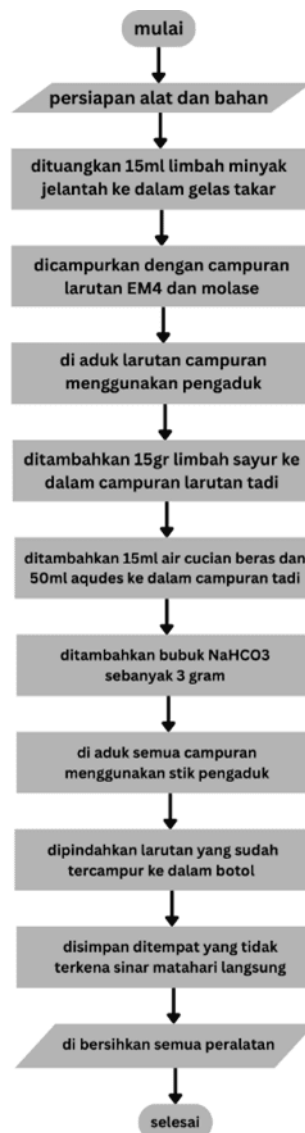 mulai
persiapan alat dan bahan
dituangkan 15ml limbah minyak
jelantah ke dalam gelas takar
dicampurkan dengan campuran
larutan EM4 dan molase
di aduk larutan campuran
menggunakan pengaduk
ditambahkan 15gr limbah sayur ke
dalam campuran larutan tadi
ditambahkan 15ml air cucian beras dan
50ml aqudes ke dalam campuran tadi
ditambahkan bubuk NaHCO3
sebanyak 3 gram
di aduk semua campuran
menggunakan stik pengaduk
dipindahkan larutan yang sudah
tercampur ke dalam botol
disimpan ditempat yang tidak
terkena sinar matahari langsung
di bersihkan semua peralatan
selesai